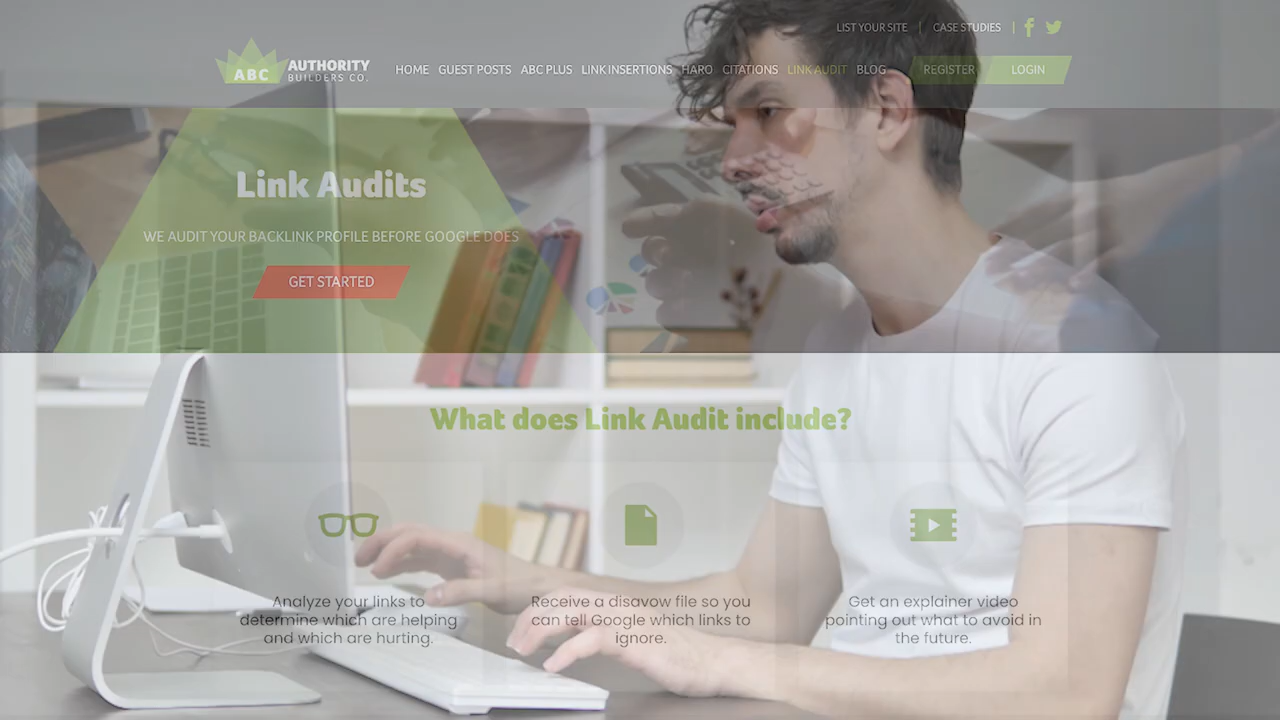 LIST YOUR SITE | CASE STUDIES |
ABC AUTHORITY BUILDERS CO.
HOME GUEST POSTS ABC PLUS LINK INSERTIONS HARO CITATIONS LINK AUDIT BLOG REGISTER LOGIN
Link Audits
WE AUDIT YOUR BACKLINK PROFILE BEFORE GOOGLE DOES
GET STARTED
What does Link Audit include?
Analyze your links to
determine which are helping
and which are hurting.
Receive a disavow file so you
can tell Google which links to
ignore.
Get an explainer video
pointing out what to avoid in
the future.